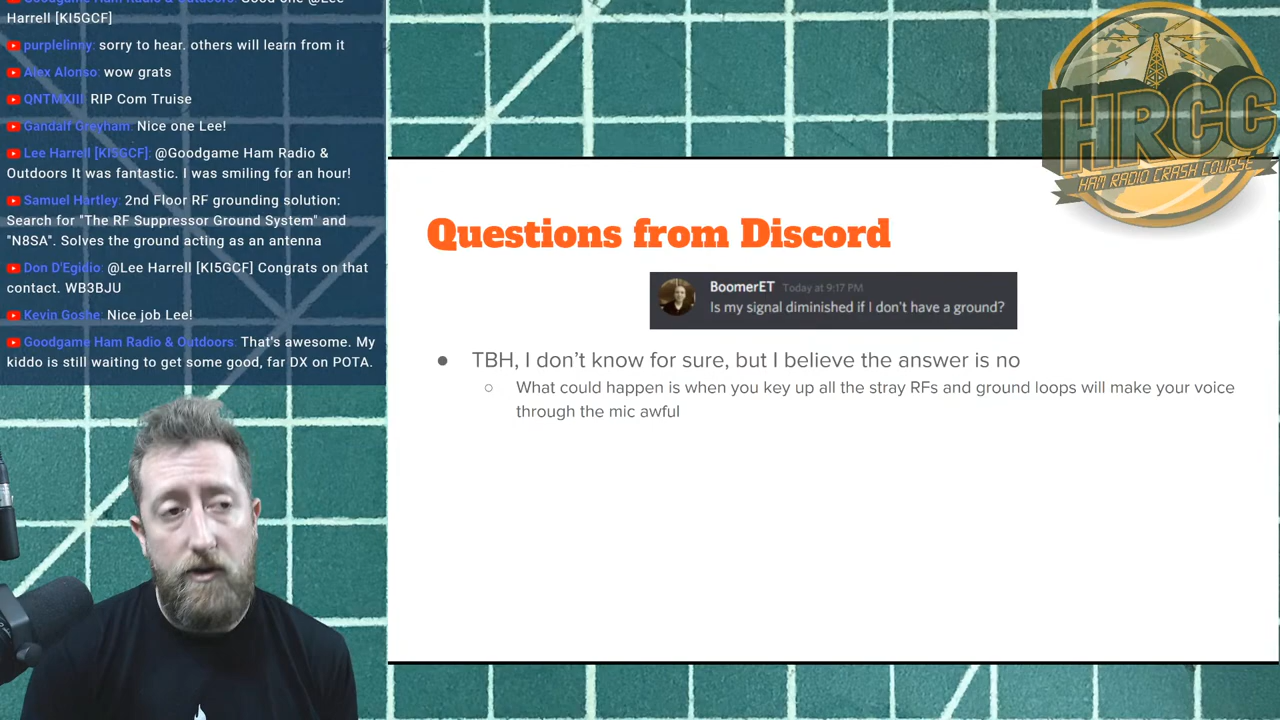 Harrell [KI5GCF]
purplelinny: sorry to hear. others will learn from it
Alex Alonso: wow grats
QNTMXIII: RIP Com Truise
Gandalf Greyham: Nice one Lee!
Lee Harrell [KI5GCF]: @Goodgame Ham Radio &
Outdoors It was fantastic. I was smiling for an hour!
Samuel Hartley: 2nd Floor RF grounding solution:
Search for "The RF Suppressor Ground System" and
"N8SA". Solves the ground acting as an antenna
Don D'Egidio: @Lee Harrell [KI5GCF] Congrats on that
contact. WB3BJU
Kevin Goshe: Nice job Lee!
Goodgame Ham Radio & Outdoors: That's awesome. My
kiddo is still waiting to get some good, far DX on POTA.
HRCC
HAM RADIO CRASH COURSE
Questions from Discord
BoomerET Today at 9:17 PM
Is my signal diminished if I don't have a ground?
● TBH, I don't know for sure, but I believe the answer is no
○ What could happen is when you key up all the stray RFs and ground loops will make your voice
through the mic awful